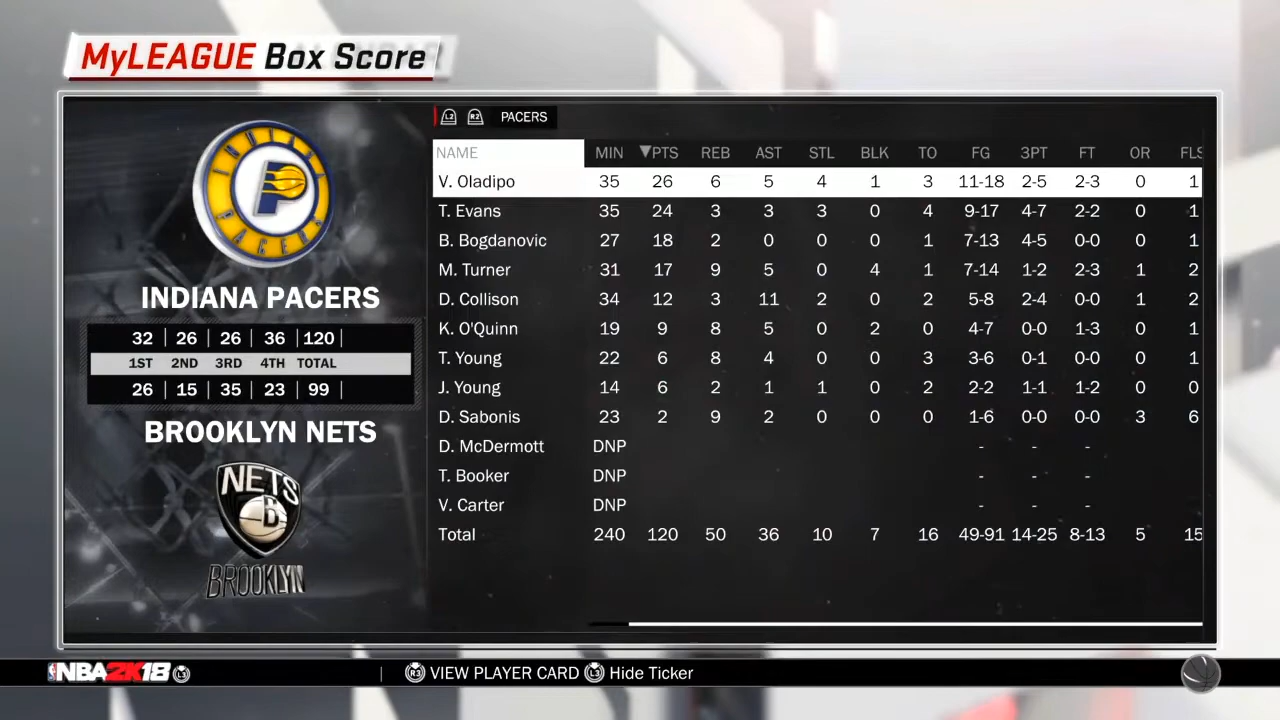 MyLEAGUE Box Score
L2 R2 PACERS
NAME MIN ▼PTS REB AST STL BLK TO FG 3PT FT OR FLS
V. Oladipo 35 26 6 5 4 1 3 11-18 2-5 2-3 0 1
T. Evans 35 24 3 3 3 0 4 9-17 4-7 2-2 0 1
B. Bogdanovic 27 18 2 0 0 0 1 7-13 4-5 0-0 0 1
M. Turner 31 17 9 5 0 4 1 7-14 1-2 2-3 1 2
D. Collison 34 12 3 11 2 0 2 5-8 2-4 0-0 1 2
K. O'Quinn 19 9 8 5 0 2 0 4-7 0-0 1-3 0 1
T. Young 22 6 8 4 0 0 3 3-6 0-1 0-0 0 1
J. Young 14 6 2 1 1 0 2 2-2 1-1 1-2 0 0
D. Sabonis 23 2 9 2 0 0 0 1-6 0-0 0-0 3 6
D. McDermott DNP - - -
T. Booker DNP - - -
V. Carter DNP - - -
Total 240 120 50 36 10 7 16 49-91 14-25 8-13 5 15
INDIANA PACERS
P
INDIANA PACERS
32 26 26 36 120
1ST 2ND 3RD 4TH TOTAL
26 15 35 23 99
BROOKLYN NETS
NETS
B
BROOKLYN
NBA 2K18 L3
R3 VIEW PLAYER CARD L3 Hide Ticker